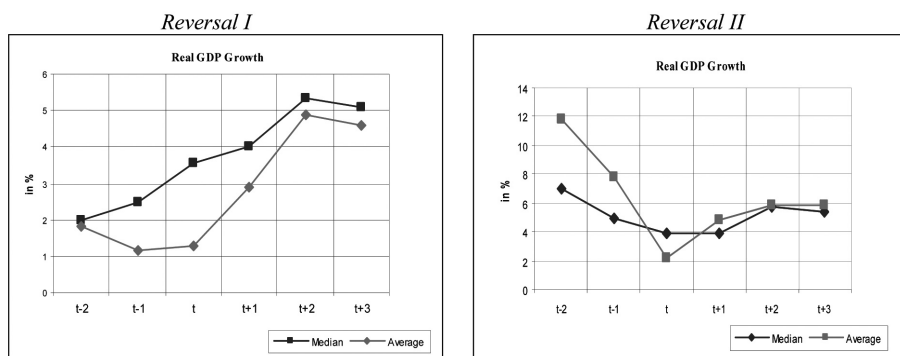 Reversal I
Real GDP Growth
in %
6
5
4
3
2
1
0
t-2 t-1 t t+1 t+2 t+3
Median Average
Reversal II
Real GDP Growth
in %
14
12
10
8
6
4
2
0
t-2 t-1 t t+1 t+2 t+3
Median Average